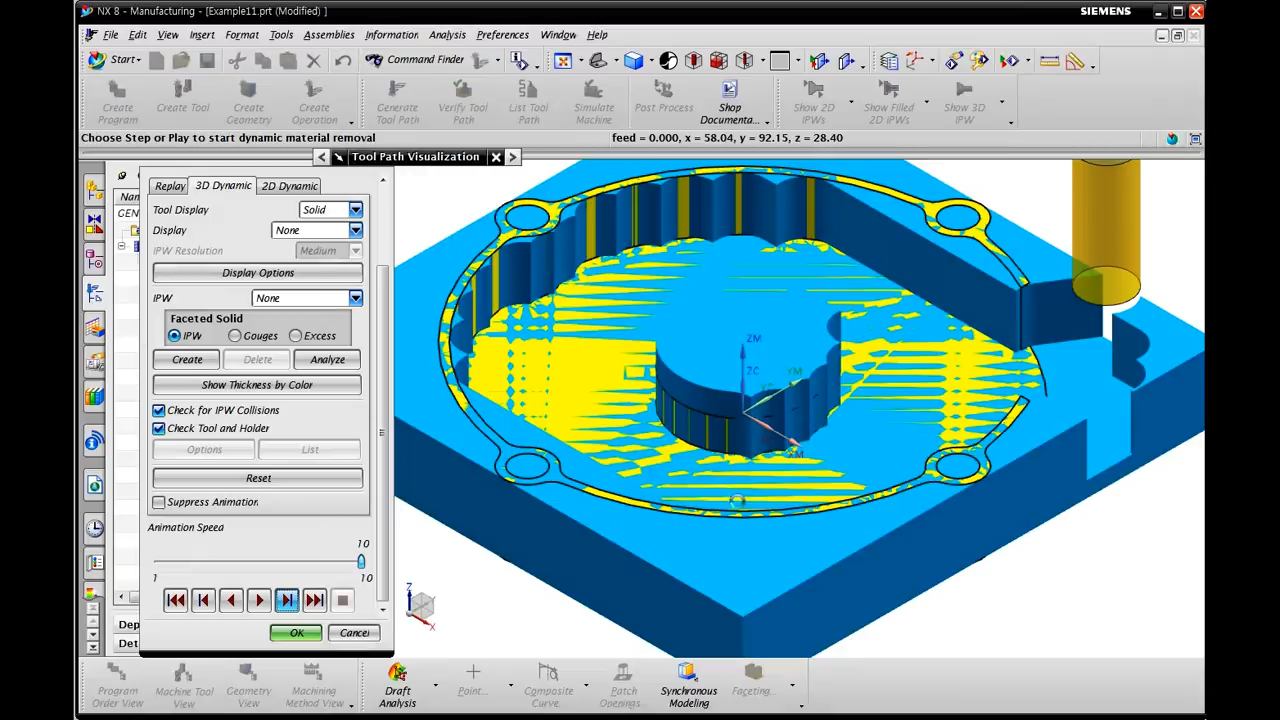 NX 8 - Manufacturing - [Example11.prt (Modified) ]
SIEMENS
File Edit View Insert Format Tools Assemblies Information Analysis Preferences Window Help
Start Command Finder
Create Program
Create Tool
Create Geometry
Create Operation
Generate Tool Path
Verify Tool Path
List Tool Path
Simulate Machine
Post Process
Shop Documenta...
Show 2D IPWs
Show Filled 2D IPWs
Show 3D IPW
Choose Step or Play to start dynamic material removal
feed = 0.000, x = 58.04, y = 92.15, z = 28.40
Tool Path Visualization
Replay 3D Dynamic 2D Dynamic
Nam
GEN
Tool Display Solid
Display None
IPW Resolution Medium
Display Options
IPW None
Faceted Solid
IPW Gouges Excess
Create Delete Analyze
Show Thickness by Color
Check for IPW Collisions
Check Tool and Holder
Options List
Reset
Suppress Animation
Animation Speed
10
1 10
OK Cancel
Dep
Det
ZM
ZC
YM
XM
Z
X
Program Order View
Machine Tool View
Geometry View
Machining Method View
Draft Analysis
Point...
Composite Curve
Patch Openings
Synchronous Modeling
Faceting...